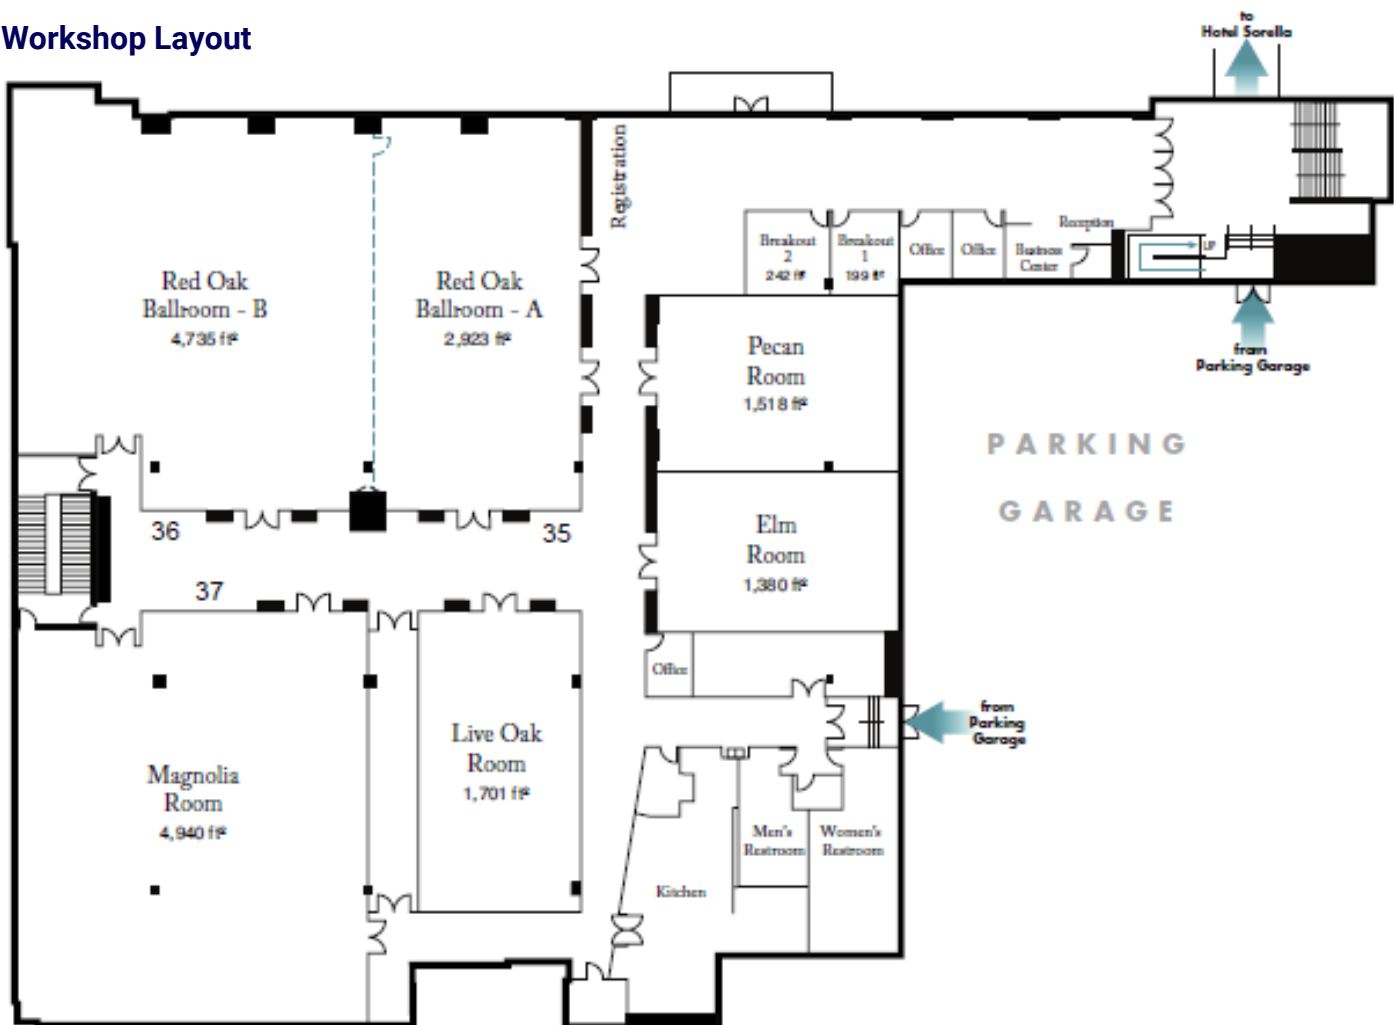 Workshop Layout
to
Hotel Sorella
Registration
Reception
Breakout
2
242 ft²
Breakout
1
199 ft²
Office
Office
Business
Center
UP
Red Oak
Ballroom - B
4,735 ft²
Red Oak
Ballroom - A
2,923 ft²
Pecan
Room
1,518 ft²
from
Parking Garage
PARKING
GARAGE
36
35
37
Elm
Room
1,380 ft²
Office
from
Parking
Garage
Live Oak
Room
1,701 ft²
Magnolia
Room
4,940 ft²
Men's
Restroom
Women's
Restroom
Kitchen